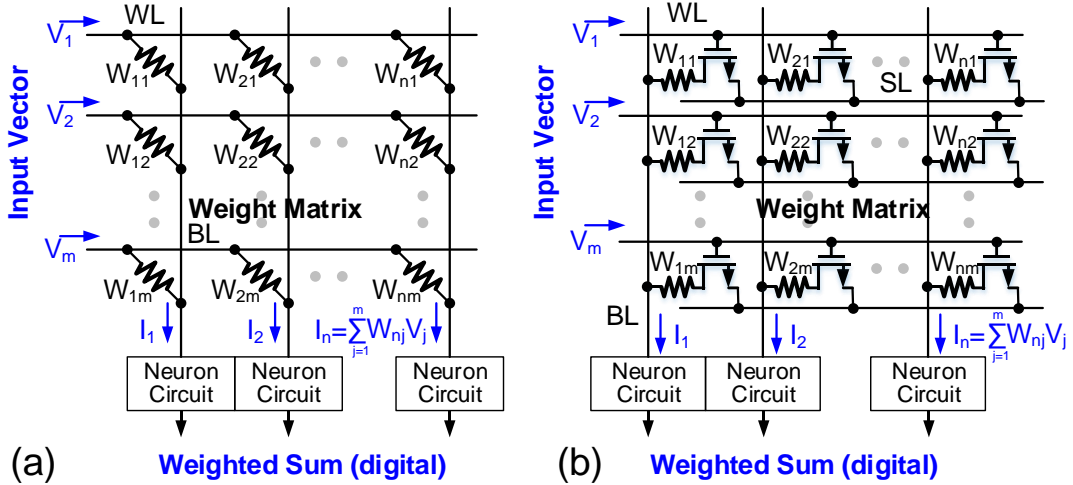 WL
V1
W11
W21
Wn1
V2
W12
W22
Wn2
Input Vector
Weight Matrix
BL
Vm
W1m
W2m
Wnm
I1
I2
In=∑j=1m WnjVj
Neuron Circuit
Neuron Circuit
Neuron Circuit
(a)
Weighted Sum (digital)
WL
V1
W11
W21
Wn1
SL
V2
W12
W22
Wn2
Input Vector
Weight Matrix
Vm
W1m
W2m
Wnm
BL
I1
I2
In=∑j=1m WnjVj
Neuron Circuit
Neuron Circuit
Neuron Circuit
(b)
Weighted Sum (digital)